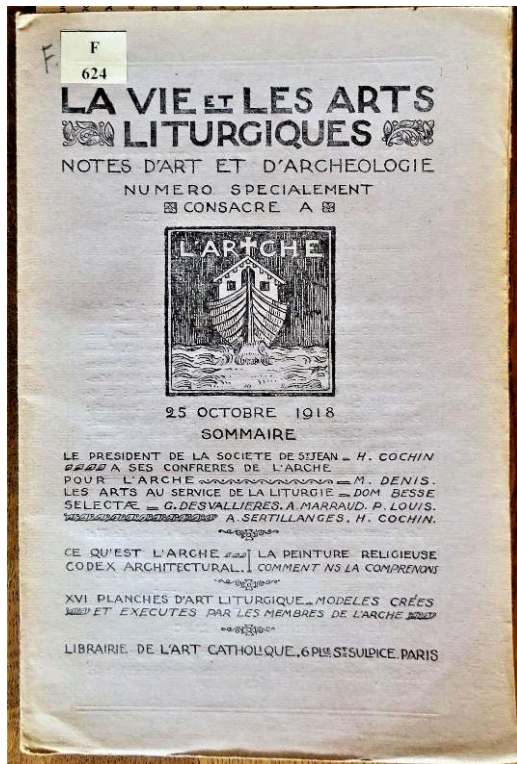 F.
F
624
LA VIE ET LES ARTS
LITURGIQUES
NOTES D'ART ET D'ARCHEOLOGIE
NUMERO SPECIALEMENT
CONSACRE A
L'ARCHE
25 OCTOBRE 1918
SOMMAIRE
LE PRESIDENT DE LA SOCIETE DE ST JEAN _ H. COCHIN
A SES CONFRERES DE L'ARCHE
POUR L'ARCHE _ M. DENIS.
LES ARTS AU SERVICE DE LA LITURGIE _ DOM BESSE
SELECTÆ _ G. DESVALLIERES. A. MARRAUD. P. LOUIS.
A. SERTILLANGES. H. COCHIN.
CE QU'EST L'ARCHE LA PEINTURE RELIGIEUSE
CODEX ARCHITECTURAL. COMMENT NS LA COMPRENONS
XVI PLANCHES D'ART LITURGIQUE _ MODELES CRÉES
ET EXECUTES PAR LES MEMBRES DE L'ARCHE
LIBRAIRIE DE L'ART CATHOLIQUE, 6 PLCE ST SULPICE. PARIS